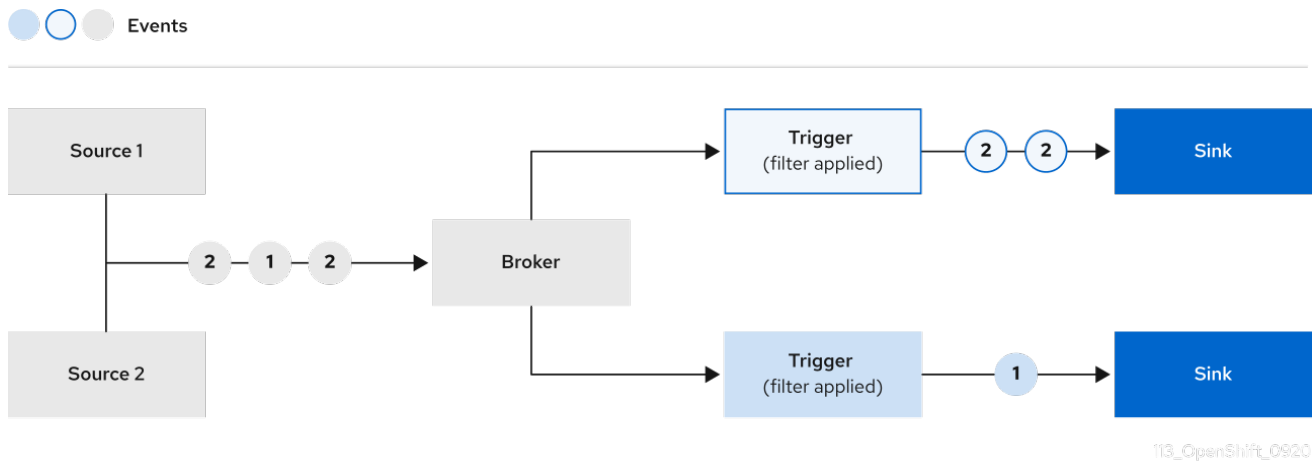 Events
Source 1
Trigger
(filter applied)
2
2
Sink
2
1
2
Broker
Source 2
Trigger
(filter applied)
1
Sink
113_OpenShift_0920